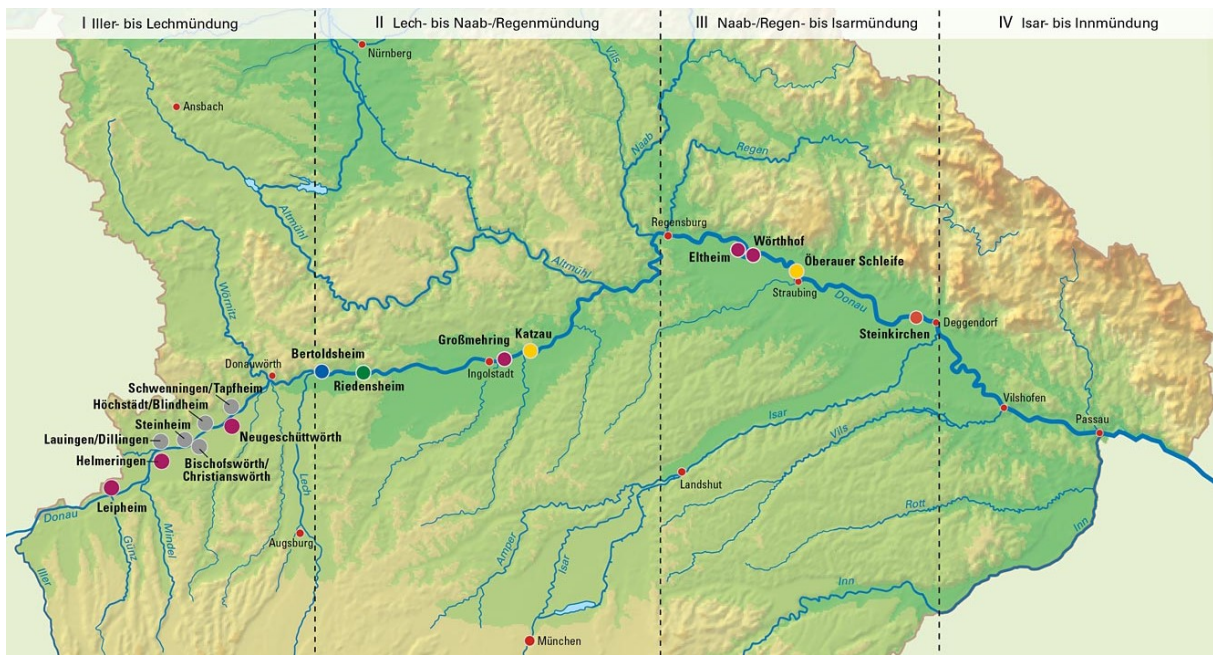 I Iller- bis Lechmündung
II Lech- bis Naab-/Regenmündung
III Naab-/Regen- bis Isarmündung
IV Isar- bis Innmündung
Nürnberg
Vils
Ansbach
Naab
Regen
Altmühl
Regensburg
Wörthhof
Eltheim
Öberauer Schleife
Altmühl
Straubing
Donau
Wörnitz
Steinkirchen
Deggendorf
Großmehring
Katzau
Bertoldsheim
Donauwörth
Ingolstadt
Riedensheim
Schwenningen/Tapfheim
Höchstädt/Blindheim
Steinheim
Lauingen/Dillingen
Neugeschüttwörth
Helmeringen
Bischofswörth/
Christianswörth
Vilshofen
Passau
Isar
Vils
Lech
Landshut
Leipheim
Donau
Rott
Inn
Günz
Mindel
Augsburg
Amper
Isar
Iller
Inn
München